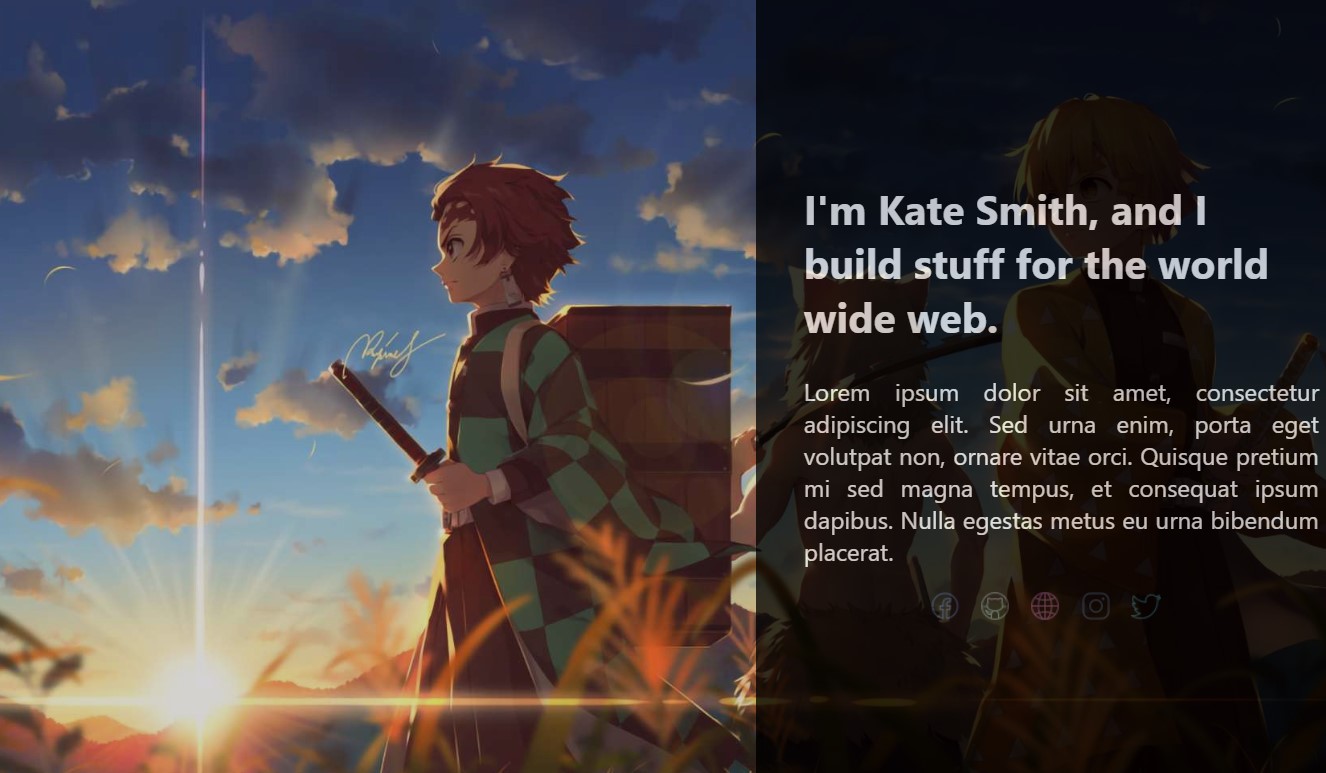 I'm Kate Smith, and I
build stuff for the world
wide web.
Lorem ipsum dolor sit amet, consectetur
adipiscing elit. Sed urna enim, porta eget
volutpat non, ornare vitae orci. Quisque pretium
mi sed magna tempus, et consequat ipsum
dapibus. Nulla egestas metus eu urna bibendum
placerat.